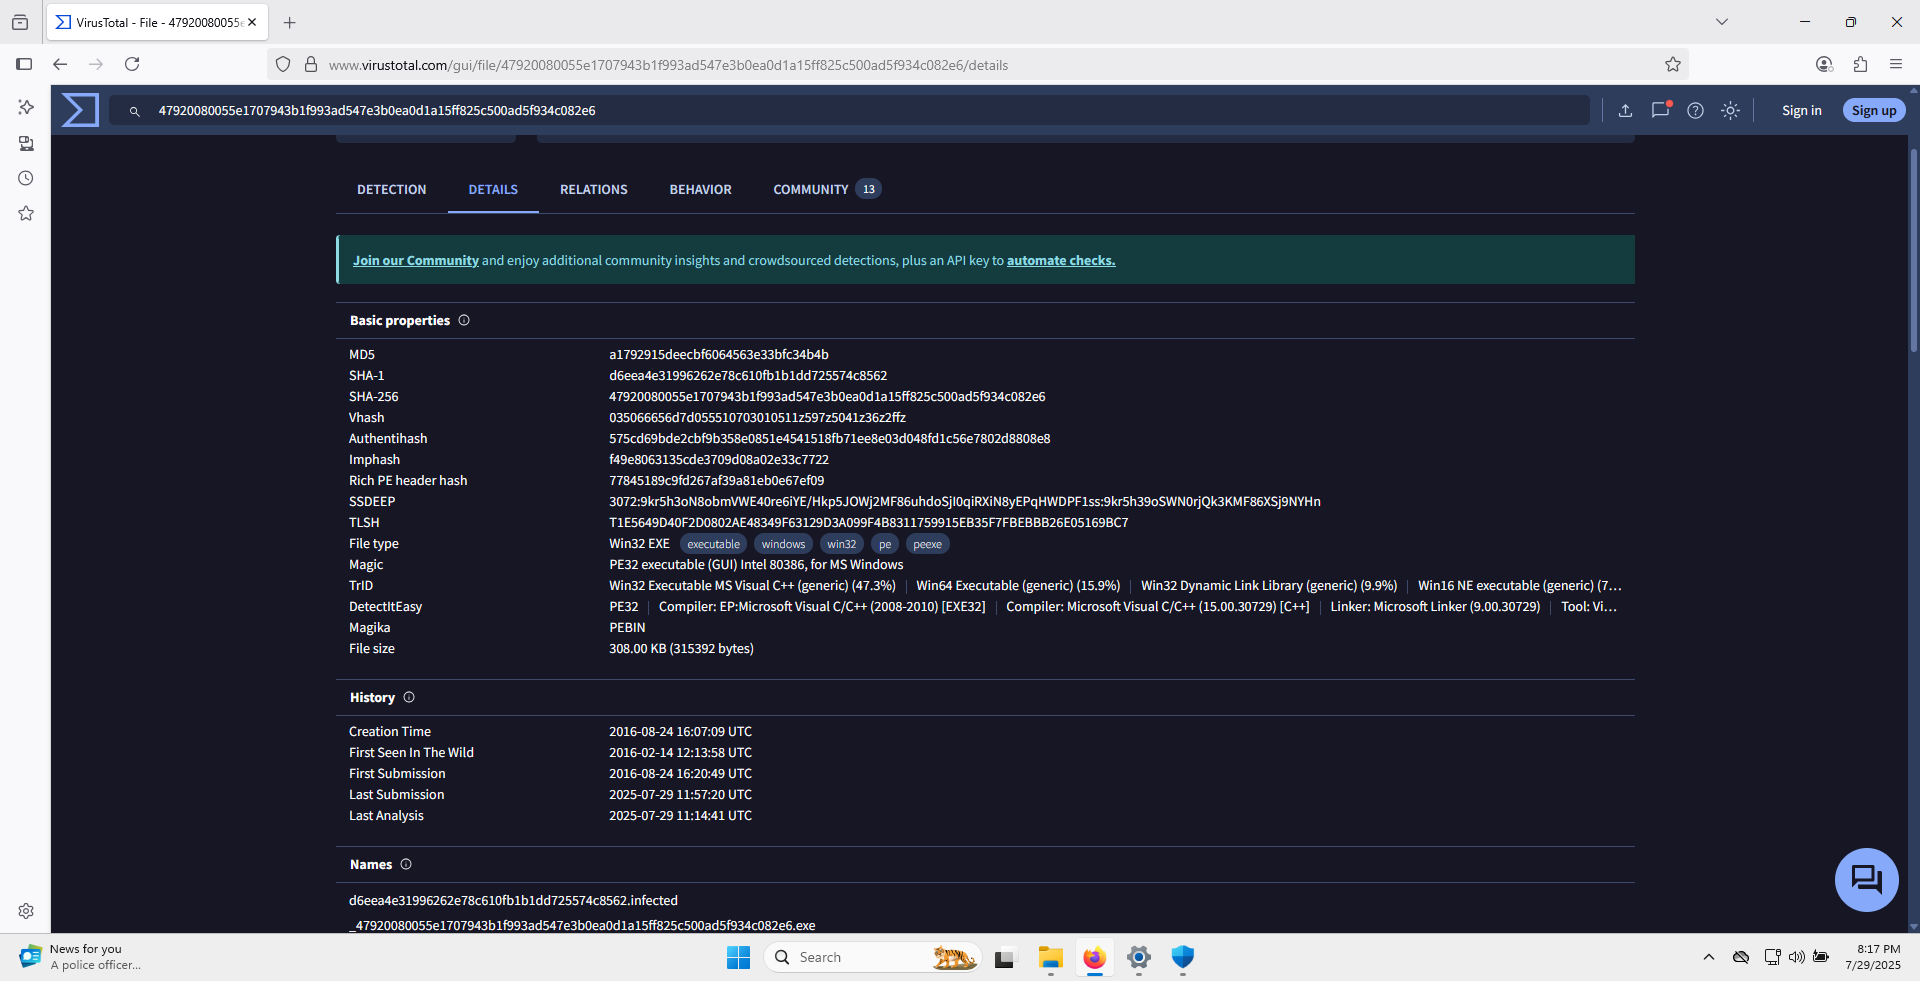 VirusTotal - File - 47920080055e
www.virustotal.com/gui/file/47920080055e1707943b1f993ad547e3b0ea0d1a15ff825c500ad5f934c082e6/details
47920080055e1707943b1f993ad547e3b0ea0d1a15ff825c500ad5f934c082e6
Sign in
Sign up
DETECTION
DETAILS
RELATIONS
BEHAVIOR
COMMUNITY 13
Join our Community and enjoy additional community insights and crowdsourced detections, plus an API key to automate checks.
Basic properties
MD5 a1792915deecbf6064563e33bfc34b4b
SHA-1 d6eea4e31996262e78c610fb1b1dd725574c8562
SHA-256 47920080055e1707943b1f993ad547e3b0ea0d1a15ff825c500ad5f934c082e6
Vhash 035066656d7d055510703010511z597z5041z36z2ffz
Authentihash 575cd69bde2cbf9b358e0851e4541518fb71ee8e03d048fd1c56e7802d8808e8
Imphash f49e8063135cde3709d08a02e33c7722
Rich PE header hash 77845189c9fd267af39a81eb0e67ef09
SSDEEP 3072:9kr5h3oN8obmVWE40re6iYE/Hkp5JOWj2MF86uhdoSjI0qiRXiN8yEPqHWDPF1ss:9kr5h39oSWN0rjQk3KMF86XSj9NYHn
TLSH T1E5649D40F2D0802AE48349F63129D3A099F4B8311759915EB35F7FBEBBB26E05169BC7
File type Win32 EXE executable windows win32 pe peexe
Magic PE32 executable (GUI) Intel 80386, for MS Windows
TrID Win32 Executable MS Visual C++ (generic) (47.3%) Win64 Executable (generic) (15.9%) Win32 Dynamic Link Library (generic) (9.9%) Win16 NE executable (generic) (7...
DetectItEasy PE32 Compiler: EP:Microsoft Visual C/C++ (2008-2010) [EXE32] Compiler: Microsoft Visual C/C++ (15.00.30729) [C++] Linker: Microsoft Linker (9.00.30729) Tool: Vi...
Magika PEBIN
File size 308.00 KB (315392 bytes)
History
Creation Time 2016-08-24 16:07:09 UTC
First Seen In The Wild 2016-02-14 12:13:58 UTC
First Submission 2016-08-24 16:20:49 UTC
Last Submission 2025-07-29 11:57:20 UTC
Last Analysis 2025-07-29 11:14:41 UTC
Names
d6eea4e31996262e78c610fb1b1dd725574c8562.infected
_47920080055e1707943b1f993ad547e3b0ea0d1a15ff825c500ad5f934c082e6.exe
News for you
A police officer...
Search
8:17 PM
7/29/2025